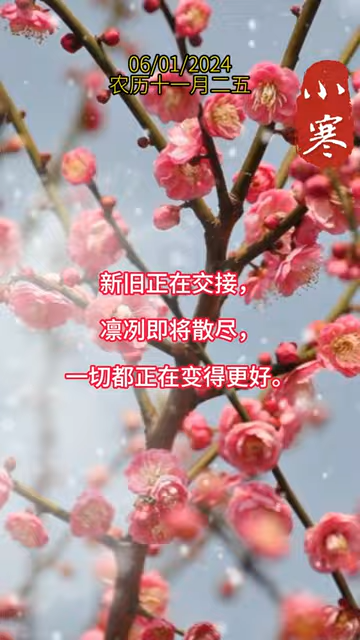 06/01/2024
农历十一月二五
小寒
新旧正在交接，
凛冽即将散尽，
一切都正在变得更好。